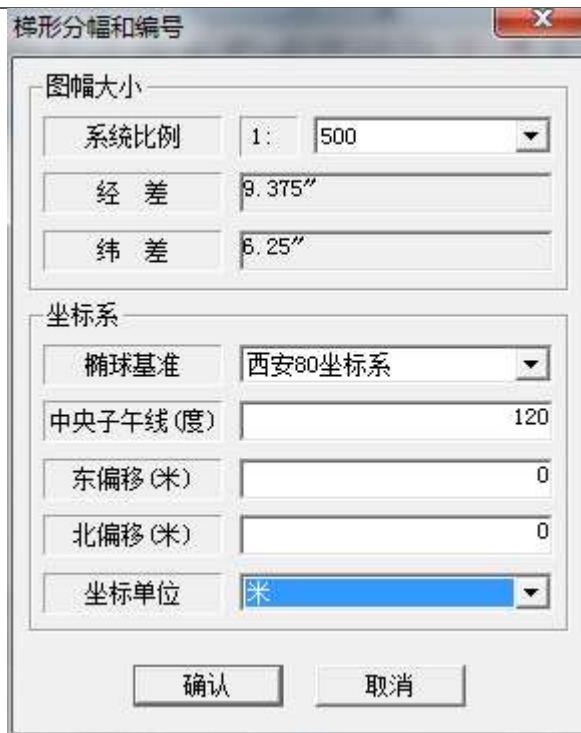 梯形分幅和编号
图幅大小
系统比例 1: 500
经 差 9.375″
纬 差 6.25″
坐标系
椭球基准 西安80坐标系
中央子午线(度) 120
东偏移(米) 0
北偏移(米) 0
坐标单位 米
确认 取消